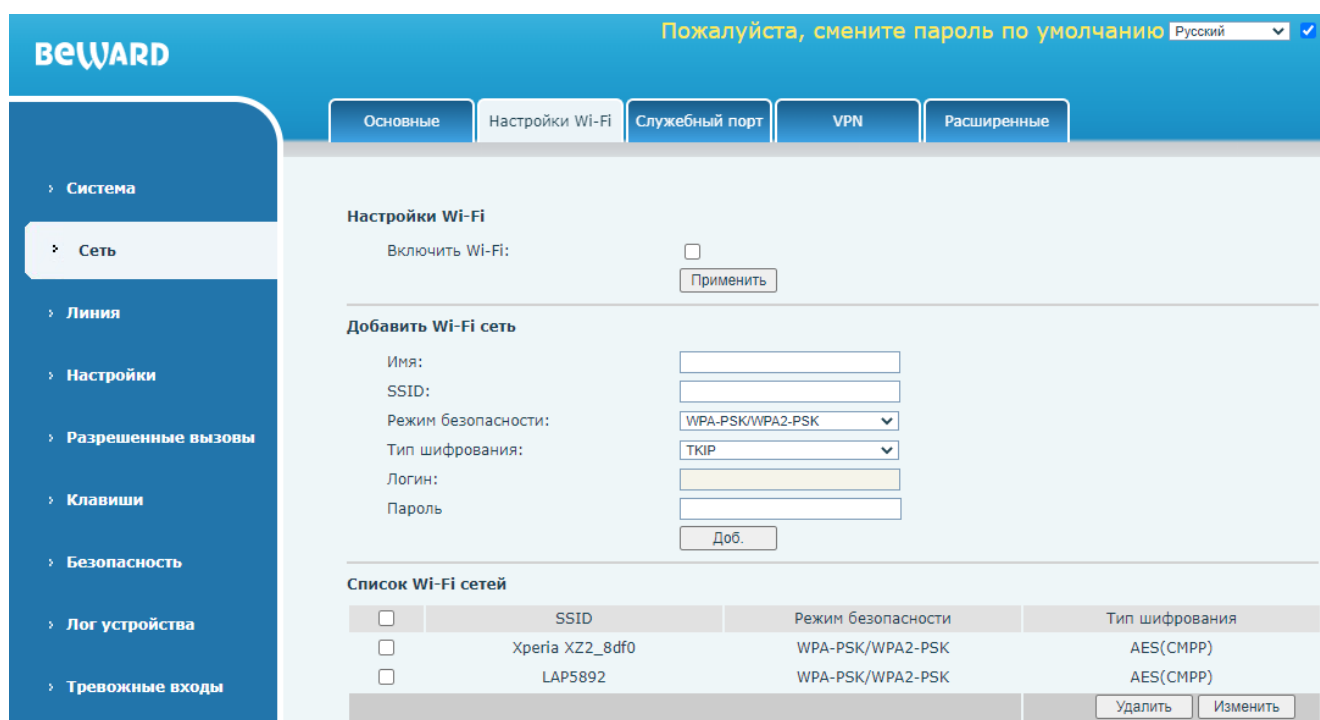 Пожалуйста, смените пароль по умолчанию Русский
BEWARD
Основные Настройки Wi-Fi Служебный порт VPN Расширенные
Система
Сеть
Линия
Настройки
Разрешенные вызовы
Клавиши
Безопасность
Лог устройства
Тревожные входы
Настройки Wi-Fi
Включить Wi-Fi:
Применить
Добавить Wi-Fi сеть
Имя:
SSID:
Режим безопасности: WPA-PSK/WPA2-PSK
Тип шифрования: TKIP
Логин:
Пароль
Доб.
Список Wi-Fi сетей
SSID Режим безопасности Тип шифрования
Xperia XZ2_8df0 WPA-PSK/WPA2-PSK AES(CMPP)
LAP5892 WPA-PSK/WPA2-PSK AES(CMPP)
Удалить Изменить